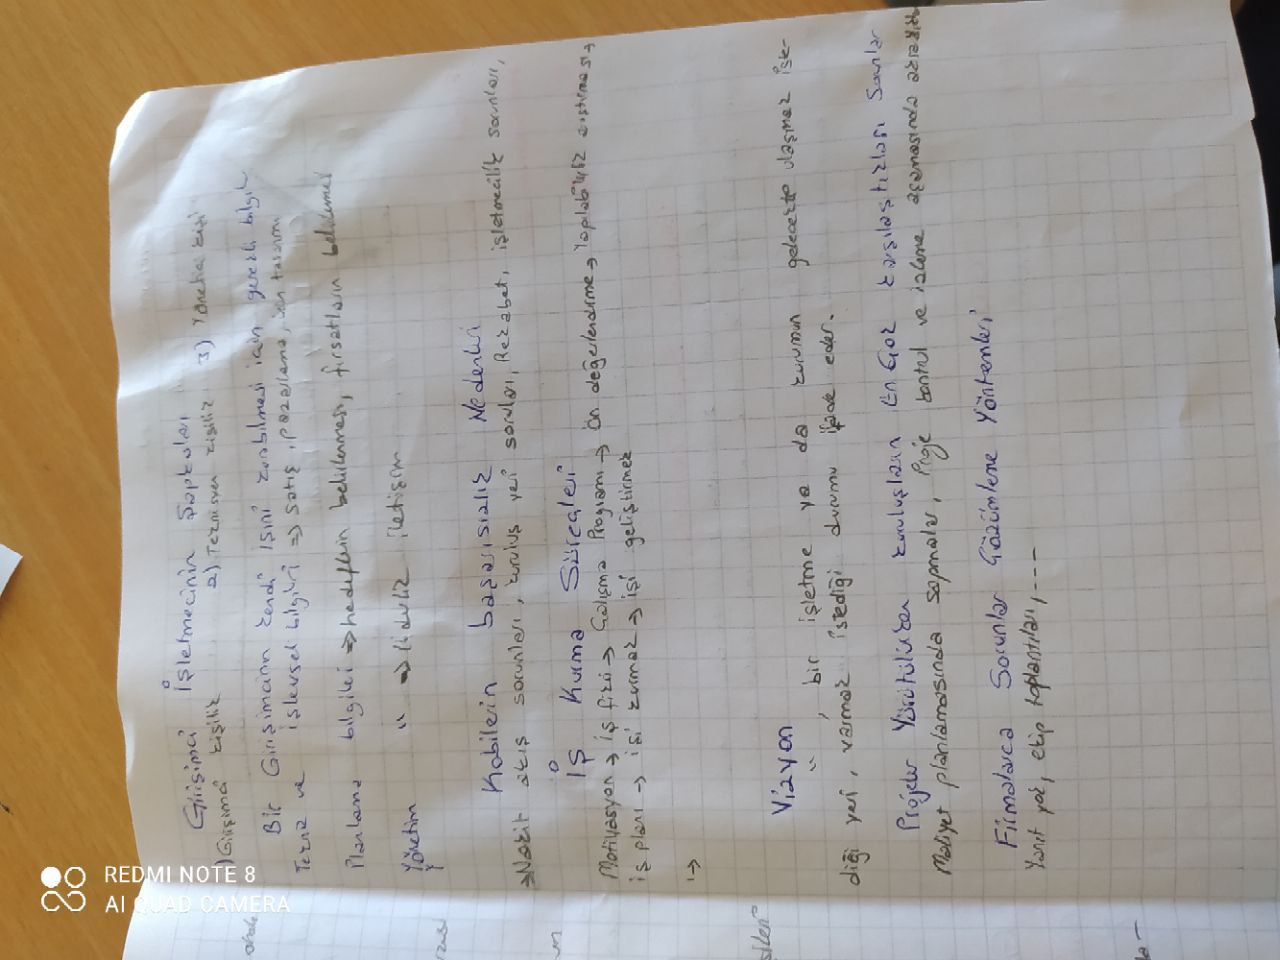 Girişimci İşletmecinin Şapkaları
1) Girişimci kişilik 2) Teknisyen kişilik 3) Yönetici kişi
Bir Girişimcinin kendi işini kurabilmesi için gerekli bilgiler
Teknik ve işlevsel bilgileri => satış, pazarlama, ürün tasarımı
Planlama bilgileri => hedeflerin belirlenmesi, fırsatların belirlenmesi
Yönetim " => liderlik iletişim
Kobilerin başarısızlık Nedenleri
→ Nakit akış sorunları, kuruluş yeri soruları, Rekabet, işletmecilik sorunları,
İş Kurma Süreçleri
Motivasyon → iş fikri → Çalışma Programı → Ön değerlendirme → Yapılabilirlik araştırması →
iş planı → işi kurmak → işi geliştirmek
→
Vizyon
" , bir işletme ya da kurumun gelecekte ulaşmak iste-
diği yeri, varmak istediği durumu ifade eder.
Projeler Yürütülürken kuruluşların En Çok karşılaştıkları Sorunlar
Maliyet planlamasında sapmalar, Proje kontrol ve izleme aşamasında
Firmalarca Sorunlar Çözümleme Yöntemleri
Yanıt yok, ekip toplantıları, ----
REDMI NOTE 8
AI QUAD CAMERA